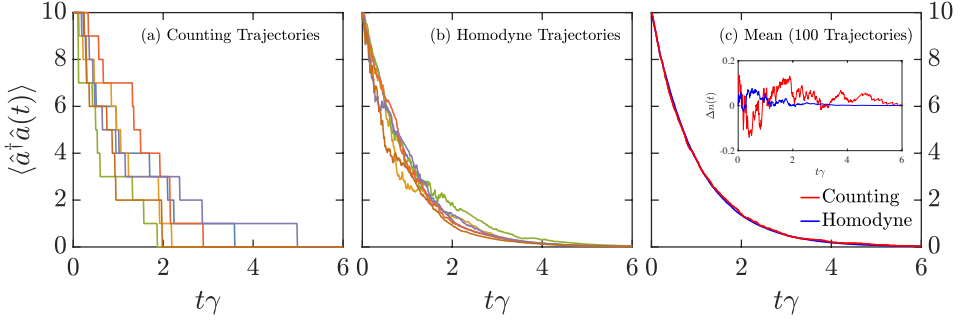 (a) Counting Trajectories
(b) Homodyne Trajectories
(c) Mean (100 Trajectories)
10
8
6
4
2
0
⟨â†â(t)⟩
0 2 4 6
tγ
0 2 4 6
tγ
0 2 4 6
tγ
10
8
6
4
2
0
0.2
0
-0.2
Δn(t)
0 2 4 6
tγ
Counting
Homodyne